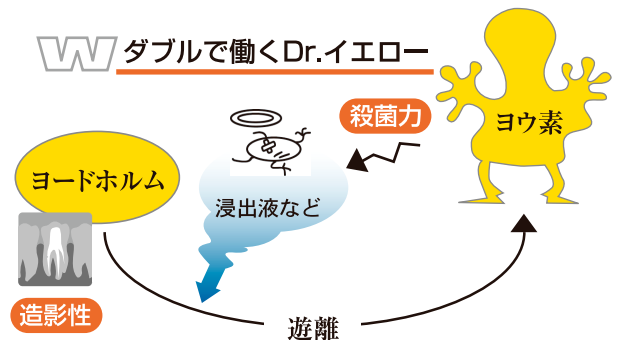 W ダブルで働くDr.イエロー
殺菌力
ヨウ素
ヨードホルム
浸出液など
造影性
遊離